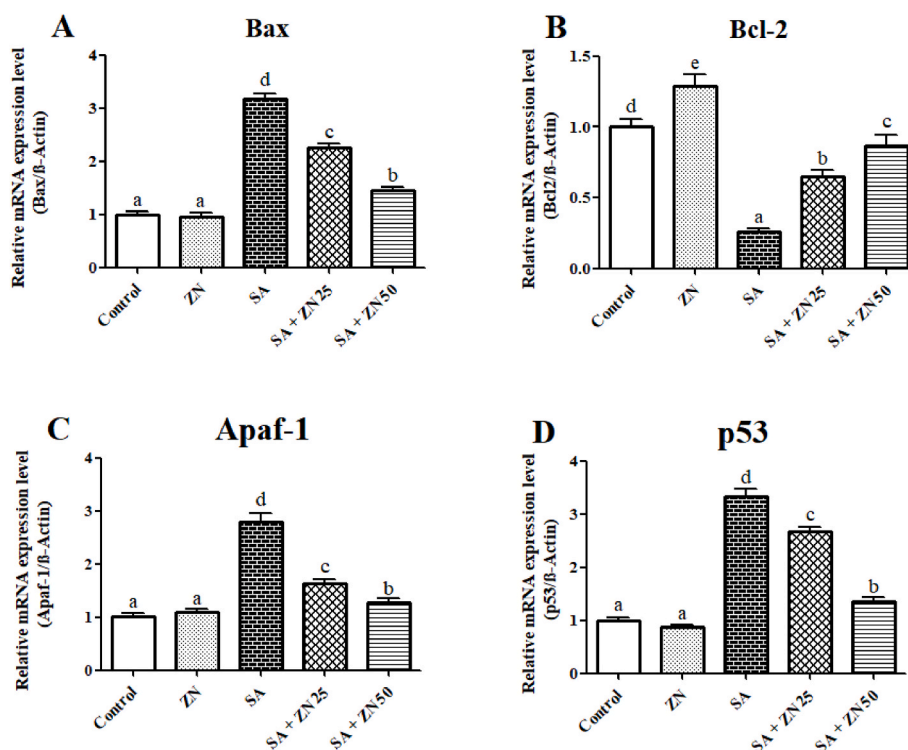 A
Bax
Relative mRNA expression level
(Bax/ß-Actin)
4
3
2
1
0
a
a
d
c
b
Control
ZN
SA
SA + ZN25
SA + ZN50
B
Bcl-2
Relative mRNA expression level
(Bcl2/ß-Actin)
1.5
1.0
0.5
0.0
d
e
a
b
c
Control
ZN
SA
SA + ZN25
SA + ZN50
C
Apaf-1
Relative mRNA expression level
(Apaf-1/ß-Actin)
4
3
2
1
0
a
a
d
c
b
Control
ZN
SA
SA + ZN25
SA + ZN50
D
p53
Relative mRNA expression level
(p53/ß-Actin)
4
3
2
1
0
a
a
d
c
b
Control
ZN
SA
SA + ZN25
SA + ZN50